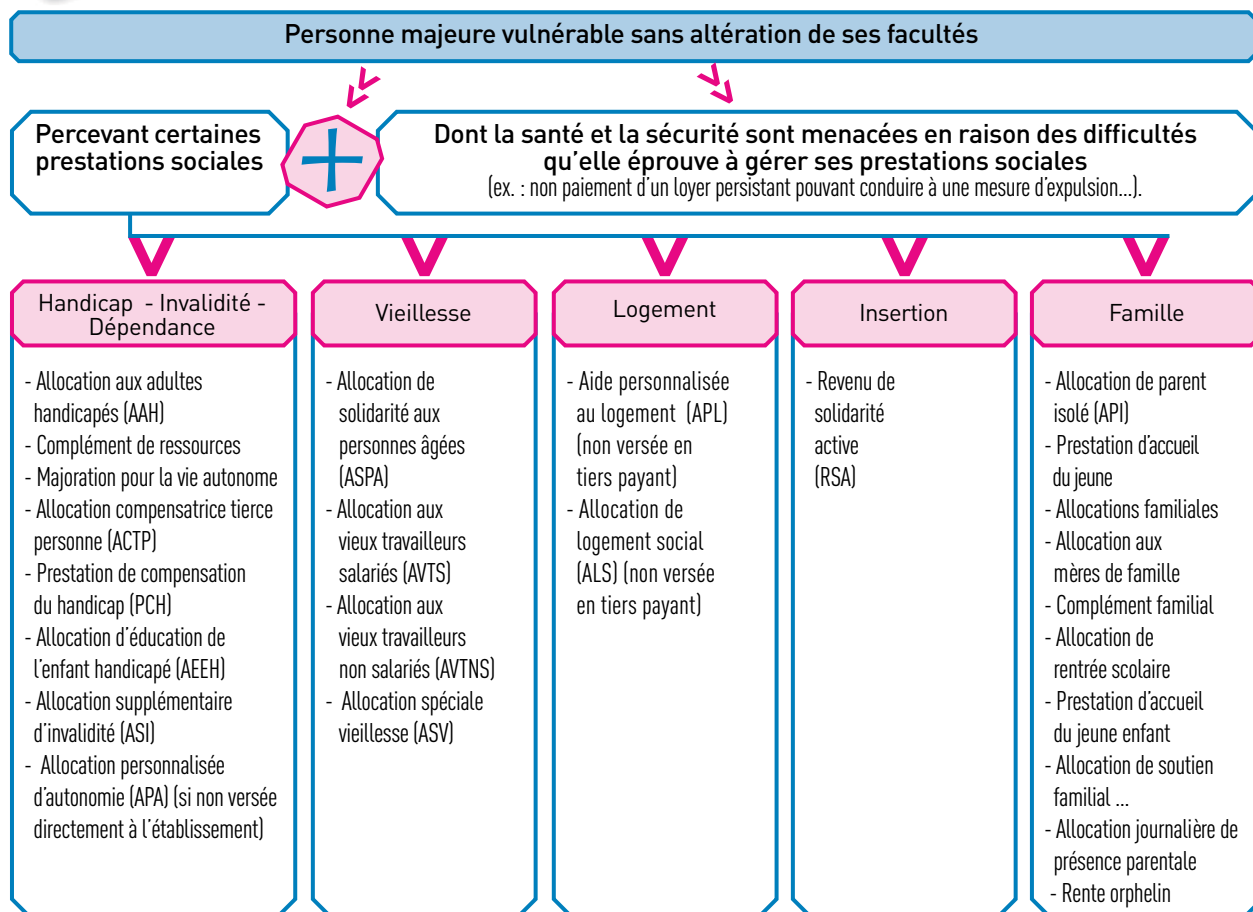 Personne majeure vulnérable sans altération de ses facultés
Percevant certaines
prestations sociales
+
Dont la santé et la sécurité sont menacées en raison des difficultés
qu'elle éprouve à gérer ses prestations sociales
(ex. : non paiement d'un loyer persistant pouvant conduire à une mesure d'expulsion...).
Handicap - Invalidité -
Dépendance
- Allocation aux adultes
handicapés (AAH)
- Complément de ressources
- Majoration pour la vie autonome
- Allocation compensatrice tierce
personne (ACTP)
- Prestation de compensation
du handicap (PCH)
- Allocation d'éducation de
l'enfant handicapé (AEEH)
- Allocation supplémentaire
d'invalidité (ASI)
- Allocation personnalisée
d'autonomie (APA) (si non versée
directement à l'établissement)
Vieillesse
- Allocation de
solidarité aux
personnes âgées
(ASPA)
- Allocation aux
vieux travailleurs
salariés (AVTS)
- Allocation aux
vieux travailleurs
non salariés (AVTNS)
- Allocation spéciale
vieillesse (ASV)
Logement
- Aide personnalisée
au logement (APL)
(non versée en
tiers payant)
- Allocation de
logement social
(ALS) (non versée
en tiers payant)
Insertion
- Revenu de
solidarité
active
(RSA)
Famille
- Allocation de parent
isolé (API)
- Prestation d'accueil
du jeune
- Allocations familiales
- Allocation aux
mères de famille
- Complément familial
- Allocation de
rentrée scolaire
- Prestation d'accueil
du jeune enfant
- Allocation de soutien
familial ...
- Allocation journalière de
présence parentale
- Rente orphelin